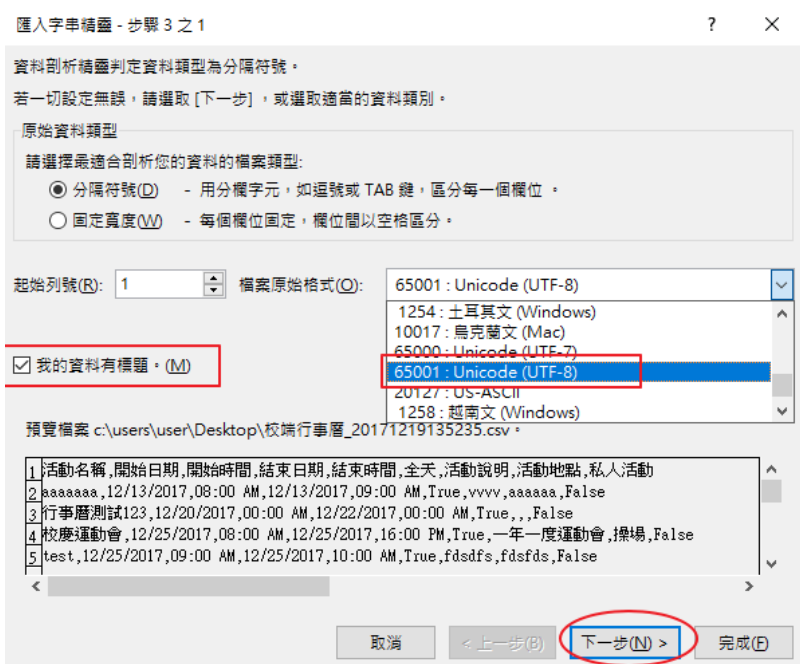 匯入字串精靈 - 步驟 3 之 1
資料剖析精靈判定資料類型為分隔符號。
若一切設定無誤，請選取 [下一步] ，或選取適當的資料類別。
原始資料類型
請選擇最適合剖析您的資料的檔案類型:
分隔符號(D) - 用分欄字元，如逗號或 TAB 鍵，區分每一個欄位 。
固定寬度(W) - 每個欄位固定，欄位間以空格區分。
起始列號(R): 1 檔案原始格式(O): 65001 : Unicode (UTF-8)
1254 : 土耳其文 (Windows)
10017 : 烏克蘭文 (Mac)
65000 : Unicode (UTF-7)
65001 : Unicode (UTF-8)
20127 : US-ASCII
1258 : 越南文 (Windows)
我的資料有標題。(M)
預覽檔案 c:\users\user\Desktop\校端行事曆_20171219135235.csv。
1 活動名稱,開始日期,開始時間,結束日期,結束時間,全天,活動說明,活動地點,私人活動
2 aaaaaaa,12/13/2017,08:00 AM,12/13/2017,09:00 AM,True,vvvv,aaaaaa,False
3 行事曆測試123,12/20/2017,00:00 AM,12/22/2017,00:00 AM,True,,,False
4 校慶運動會,12/25/2017,08:00 AM,12/25/2017,16:00 PM,True,一年一度運動會,操場,False
5 test,12/25/2017,09:00 AM,12/25/2017,10:00 AM,True,fdsdfs,fdsfds,False
取消 < 上一步(B) 下一步(N) > 完成(F)